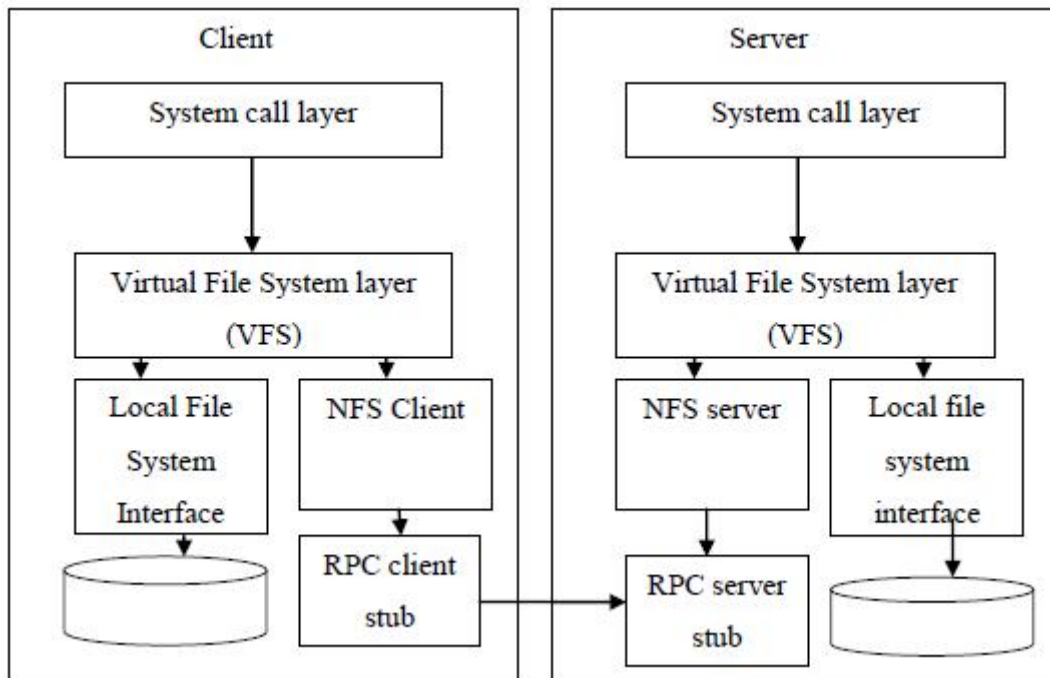 Client
System call layer
Virtual File System layer
(VFS)
Local File
System
Interface
NFS Client
RPC client
stub
Server
System call layer
Virtual File System layer
(VFS)
NFS server
Local file
system
interface
RPC server
stub